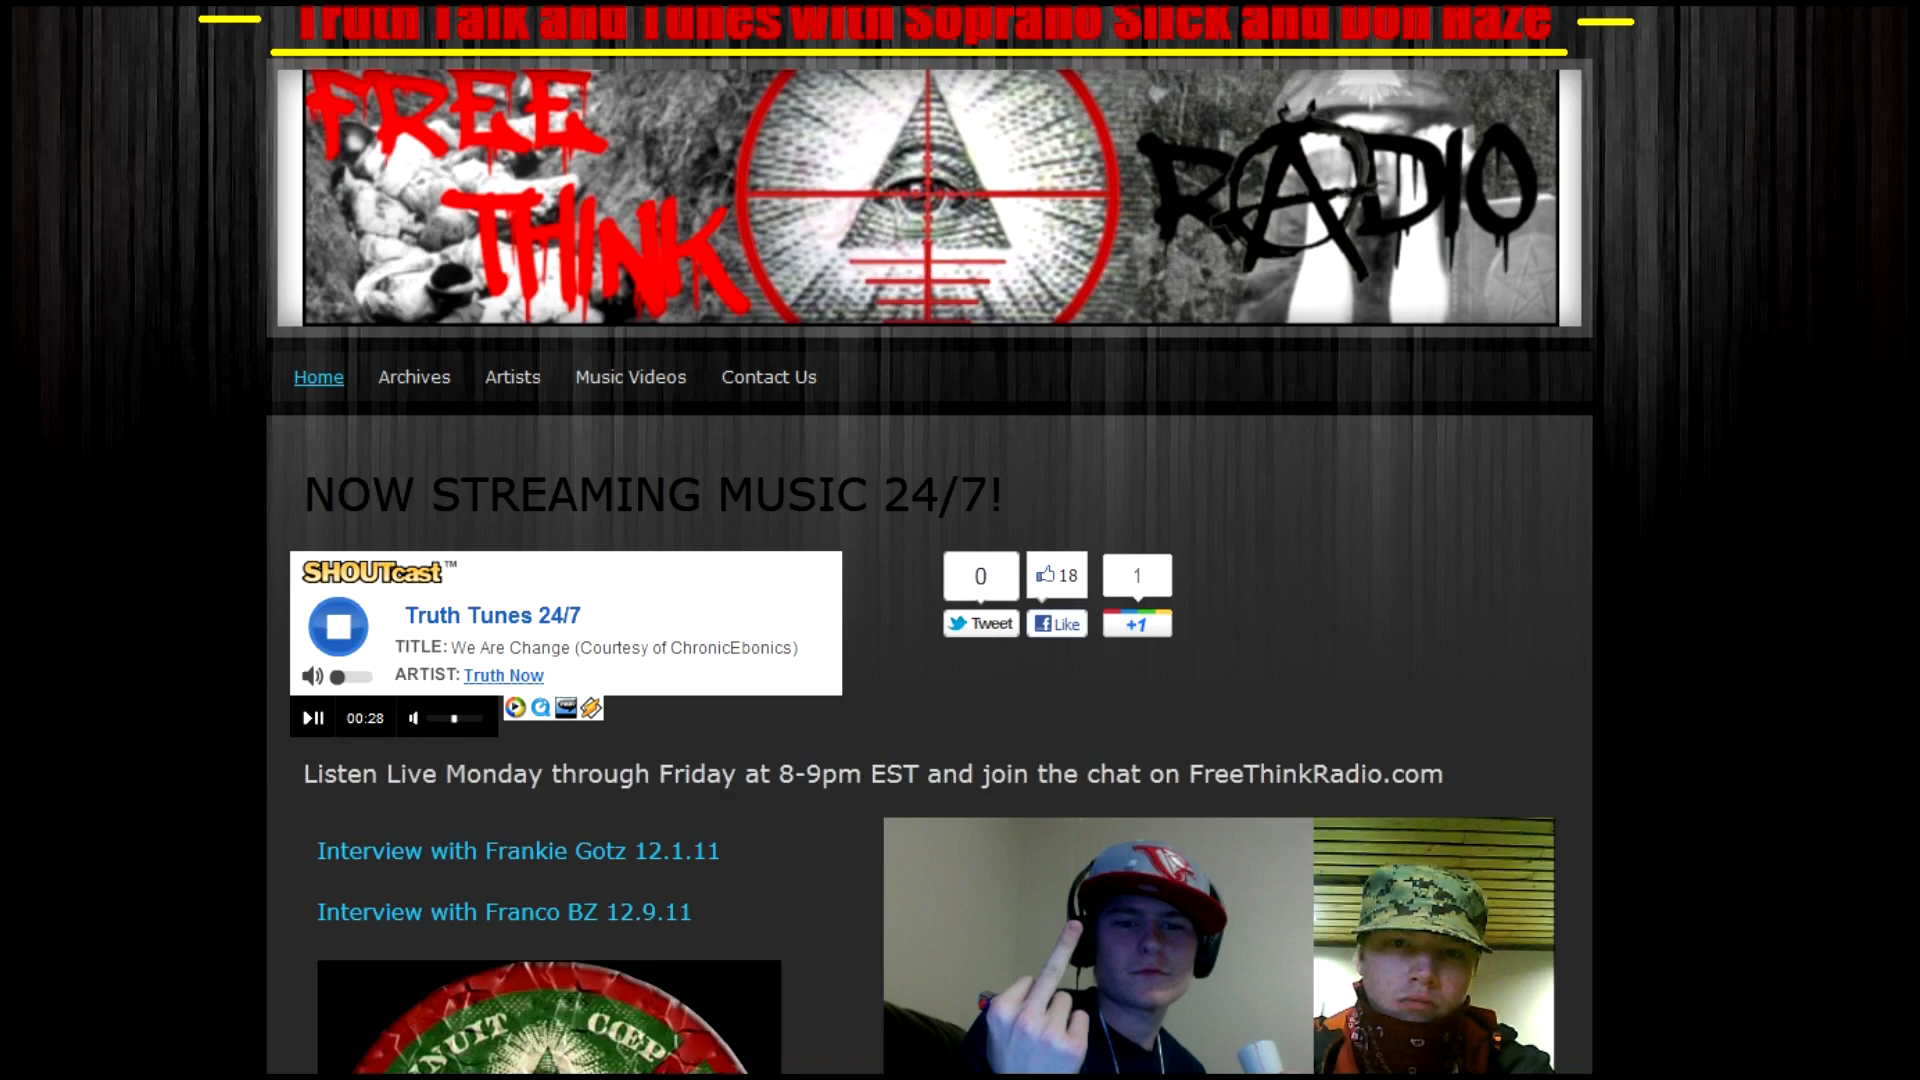 Truth Talk and Tunes with Soprano Slick and Don Haze
FREE
THINK
RADIO
Home Archives Artists Music Videos Contact Us
NOW STREAMING MUSIC 24/7!
SHOUTcast™
Truth Tunes 24/7
TITLE: We Are Change (Courtesy of ChronicEbonics)
ARTIST: Truth Now
0 18 1
Tweet Like +1
00:28
Listen Live Monday through Friday at 8-9pm EST and join the chat on FreeThinkRadio.com
Interview with Frankie Gotz 12.1.11
Interview with Franco BZ 12.9.11
NUIT CŒP